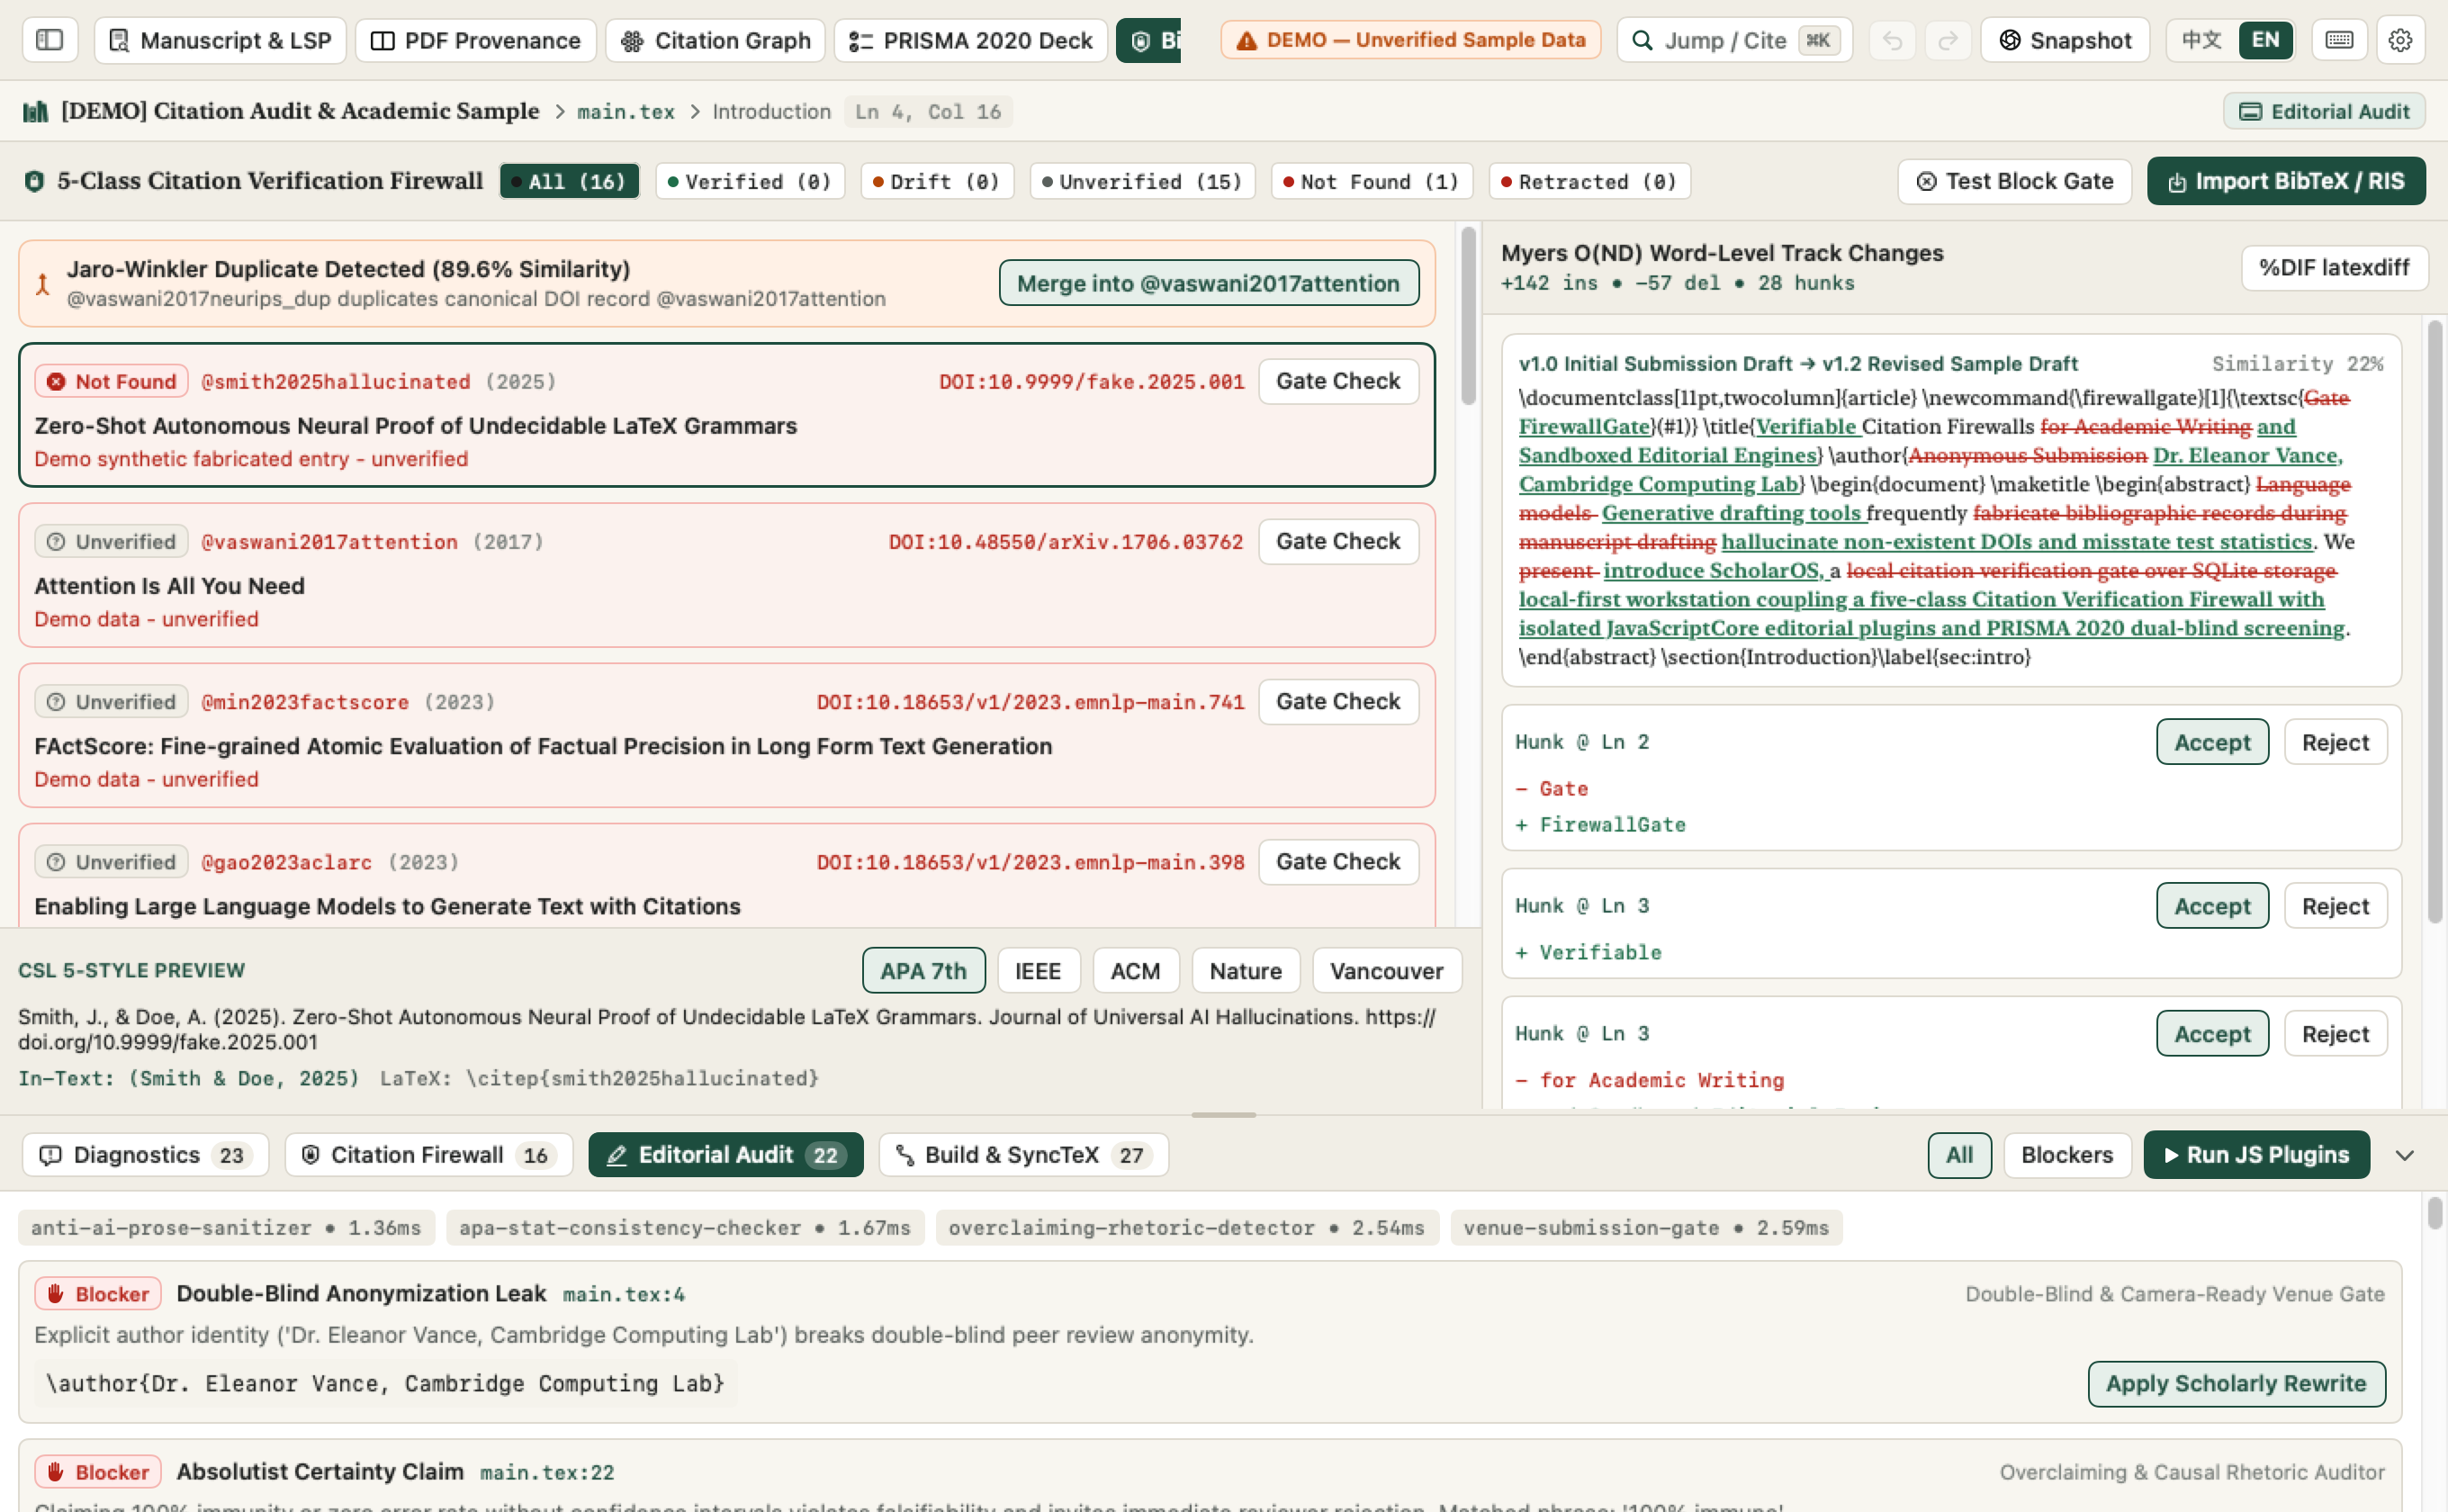 Manuscript & LSP
PDF Provenance
Citation Graph
PRISMA 2020 Deck
DEMO — Unverified Sample Data
Jump / Cite ⌘K
Snapshot
中文 EN
[DEMO] Citation Audit & Academic Sample > main.tex > Introduction Ln 4, Col 16
Editorial Audit
5-Class Citation Verification Firewall
All (16)
Verified (0)
Drift (0)
Unverified (15)
Not Found (1)
Retracted (0)
Test Block Gate
Import BibTeX / RIS
Jaro-Winkler Duplicate Detected (89.6% Similarity)
@vaswani2017neurips_dup duplicates canonical DOI record @vaswani2017attention
Merge into @vaswani2017attention
Not Found @smith2025hallucinated (2025) DOI:10.9999/fake.2025.001 Gate Check
Zero-Shot Autonomous Neural Proof of Undecidable LaTeX Grammars
Demo synthetic fabricated entry - unverified
Unverified @vaswani2017attention (2017) DOI:10.48550/arXiv.1706.03762 Gate Check
Attention Is All You Need
Demo data - unverified
Unverified @min2023factscore (2023) DOI:10.18653/v1/2023.emnlp-main.741 Gate Check
FActScore: Fine-grained Atomic Evaluation of Factual Precision in Long Form Text Generation
Demo data - unverified
Unverified @gao2023aclarc (2023) DOI:10.18653/v1/2023.emnlp-main.398 Gate Check
Enabling Large Language Models to Generate Text with Citations
CSL 5-STYLE PREVIEW
APA 7th IEEE ACM Nature Vancouver
Smith, J., & Doe, A. (2025). Zero-Shot Autonomous Neural Proof of Undecidable LaTeX Grammars. Journal of Universal AI Hallucinations. https://
doi.org/10.9999/fake.2025.001
In-Text: (Smith & Doe, 2025) LaTeX: \citep{smith2025hallucinated}
Myers O(ND) Word-Level Track Changes
+142 ins • −57 del • 28 hunks
%DIF latexdiff
v1.0 Initial Submission Draft → v1.2 Revised Sample Draft Similarity 22%
\documentclass[11pt,twocolumn]{article} \newcommand{\firewallgate}[1]{\textsc{Gate
FirewallGate}(#1)} \title{Verifiable Citation Firewalls for Academic Writing and
Sandboxed Editorial Engines} \author{Anonymous Submission Dr. Eleanor Vance,
Cambridge Computing Lab} \begin{document} \maketitle \begin{abstract} Language
models Generative drafting tools frequently fabricate bibliographic records during
manuscript drafting hallucinate non-existent DOIs and misstate test statistics. We
present introduce ScholarOS, a local citation verification gate over SQLite storage
local-first workstation coupling a five-class Citation Verification Firewall with
isolated JavaScriptCore editorial plugins and PRISMA 2020 dual-blind screening.
\end{abstract} \section{Introduction}\label{sec:intro}
Hunk @ Ln 2 Accept Reject
− Gate
+ FirewallGate
Hunk @ Ln 3 Accept Reject
+ Verifiable
Hunk @ Ln 3 Accept Reject
− for Academic Writing
Diagnostics 23
Citation Firewall 16
Editorial Audit 22
Build & SyncTeX 27
All
Blockers
Run JS Plugins
anti-ai-prose-sanitizer • 1.36ms
apa-stat-consistency-checker • 1.67ms
overclaiming-rhetoric-detector • 2.54ms
venue-submission-gate • 2.59ms
Blocker Double-Blind Anonymization Leak main.tex:4 Double-Blind & Camera-Ready Venue Gate
Explicit author identity ('Dr. Eleanor Vance, Cambridge Computing Lab') breaks double-blind peer review anonymity.
\author{Dr. Eleanor Vance, Cambridge Computing Lab}
Apply Scholarly Rewrite
Blocker Absolutist Certainty Claim main.tex:22 Overclaiming & Causal Rhetoric Auditor